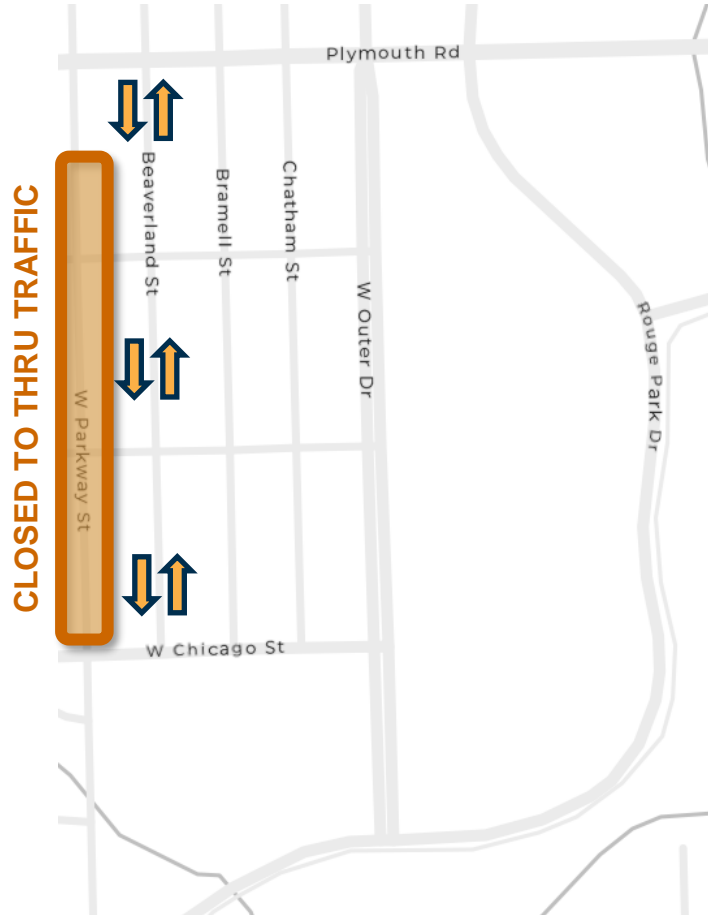 Plymouth Rd
Beaverland St
Bramell St
Chatham St
W Outer Dr
Rouge Park Dr
CLOSED TO THRU TRAFFIC
W Parkway St
W Chicago St